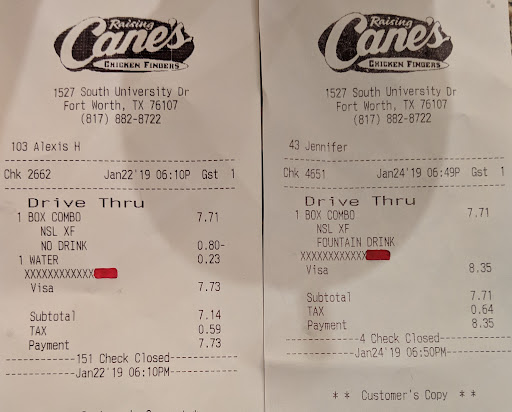 Raising
Cane's
CHICKEN FINGERS
1527 South University Dr
Fort Worth, TX 76107
(817) 882-8722
103 Alexis H
Chk 2662 Jan22'19 06:10P Gst 1
Drive Thru
1 BOX COMBO 7.71
NSL XF
NO DRINK 0.80-
1 WATER 0.23
XXXXXXXXXXXX
Visa 7.73
Subtotal 7.14
TAX 0.59
Payment 7.73
----------151 Check Closed----------
----------Jan22'19 06:10PM----------
Raising
Cane's
CHICKEN FINGERS
1527 South University Dr
Fort Worth, TX 76107
(817) 882-8722
43 Jennifer
Chk 4551 Jan24'19 06:49P Gst 1
Drive Thru
1 BOX COMBO 7.71
NSL XF
FOUNTAIN DRINK
XXXXXXXXXXXX
Visa 8.35
Subtotal 7.71
TAX 0.64
Payment 8.35
----------4 Check Closed----------
----------Jan24'19 06:50PM----------
* * Customer's Copy * *